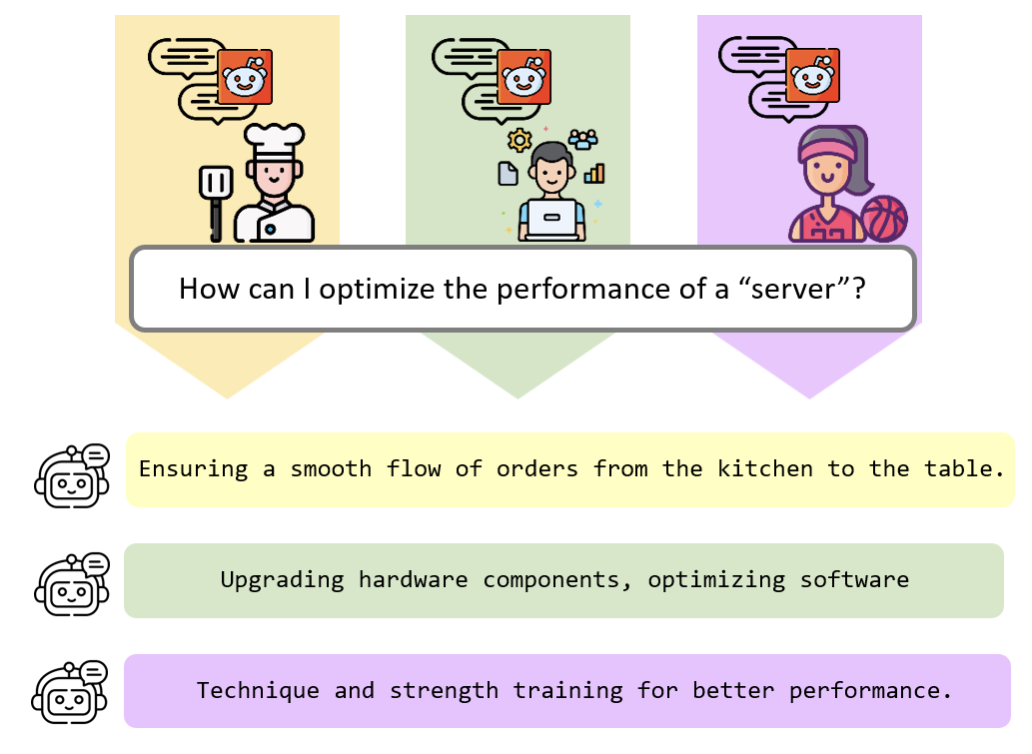 How can I optimize the performance of a “server”?
Ensuring a smooth flow of orders from the kitchen to the table.
Upgrading hardware components, optimizing software
Technique and strength training for better performance.